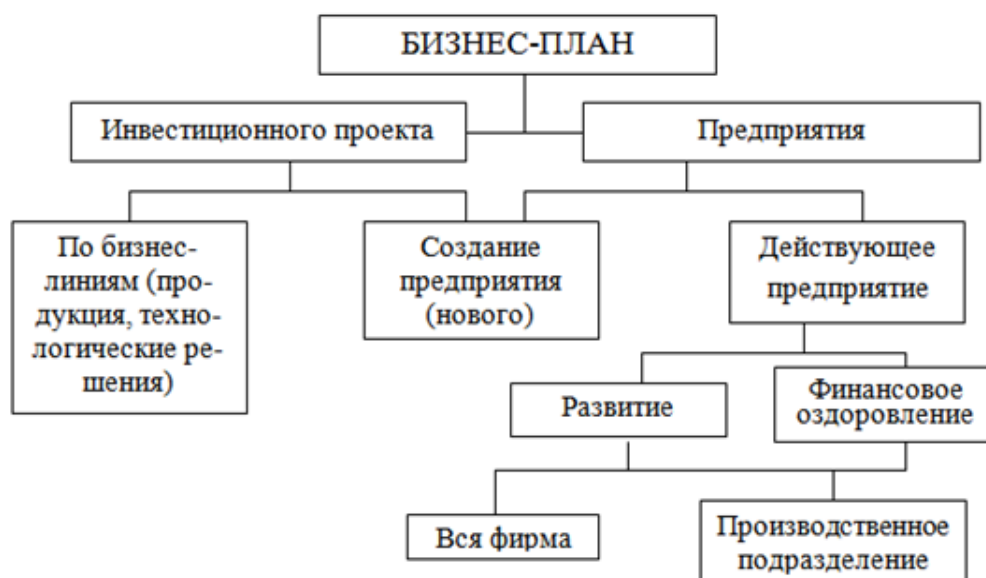 БИЗНЕС-ПЛАН
Инвестиционного проекта
Предприятия
По бизнес-
линиям (про-
дукция, техно-
логические ре-
шения)
Создание
предприятия
(нового)
Действующее
предприятие
Развитие
Финансовое
оздоровление
Вся фирма
Производственное
подразделение